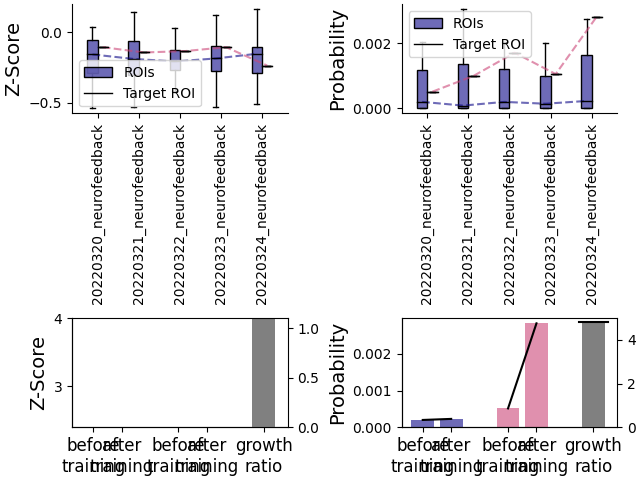 Z-Score
0.0
−0.5
ROIs
Target ROI
20220320_neurofeedback
20220321_neurofeedback
20220322_neurofeedback
20220323_neurofeedback
20220324_neurofeedback
Probability
0.002
0.000
ROIs
Target ROI
20220320_neurofeedback
20220321_neurofeedback
20220322_neurofeedback
20220323_neurofeedback
20220324_neurofeedback
Z-Score
4
3
1.0
0.5
0.0
before
training
after
training
before
training
after
training
growth
ratio
Probability
0.002
0.001
0.000
4
2
0
before
training
after
training
before
training
after
training
growth
ratio